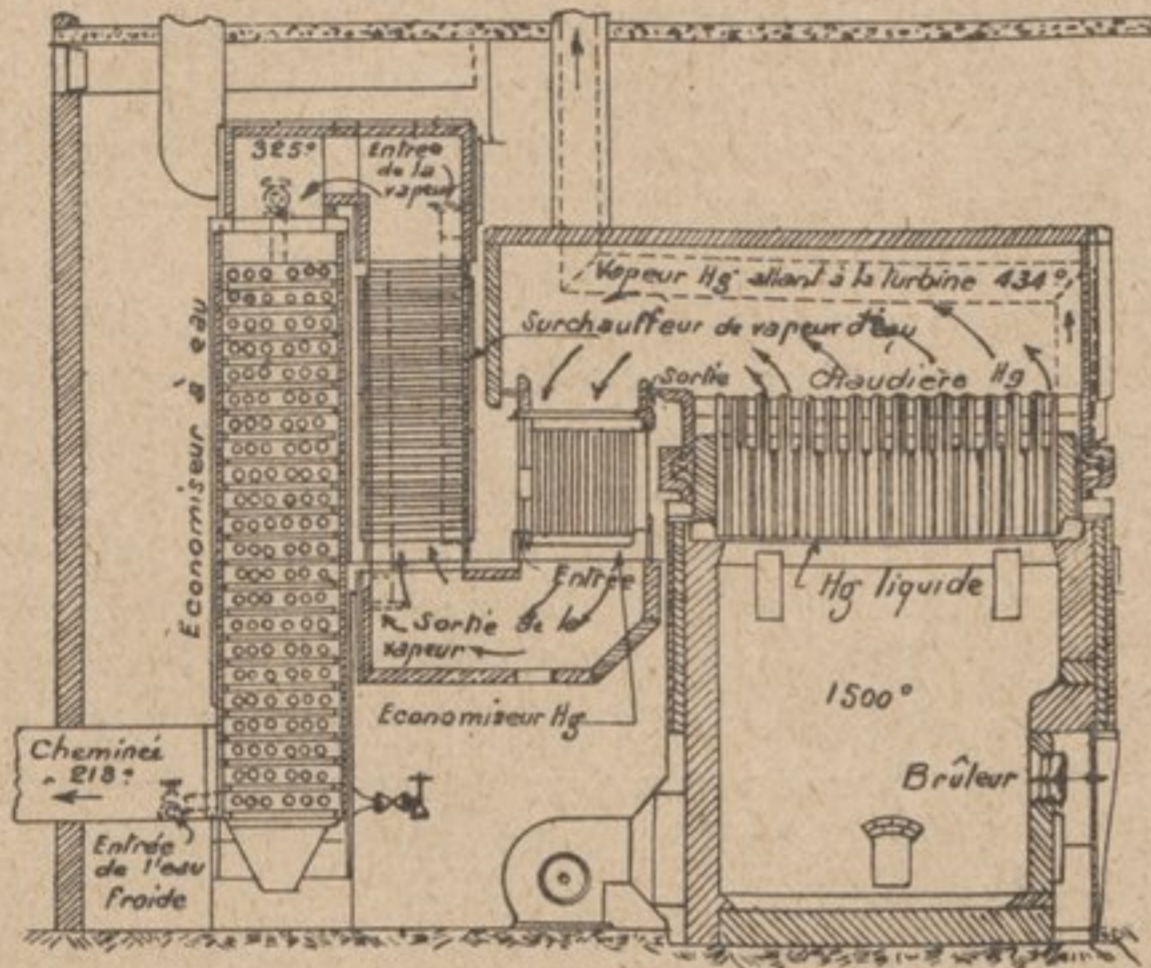 325°
Entrée
de la
vapeur
Vapeur Hg allant à la turbine 434°
Surchauffeur de vapeur d'eau
Sortie
Chaudière Hg
Économiseur à eau
Entrée
Hg liquide
Sortie de la
vapeur
1500°
Economiseur Hg
Cheminée
218°
Brûleur
Entrée
de l'eau
froide